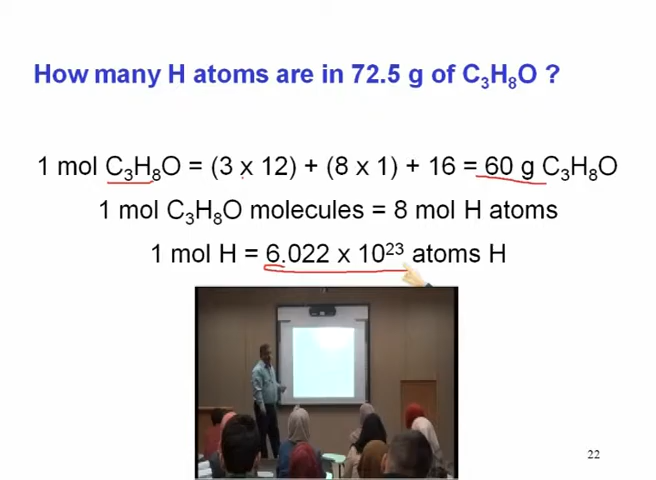 How many H atoms are in 72.5 g of C₃H₈O ?
1 mol C₃H₈O = (3 x 12) + (8 x 1) + 16 = 60 g C₃H₈O
1 mol C₃H₈O molecules = 8 mol H atoms
1 mol H = 6.022 x 10²³ atoms H
22